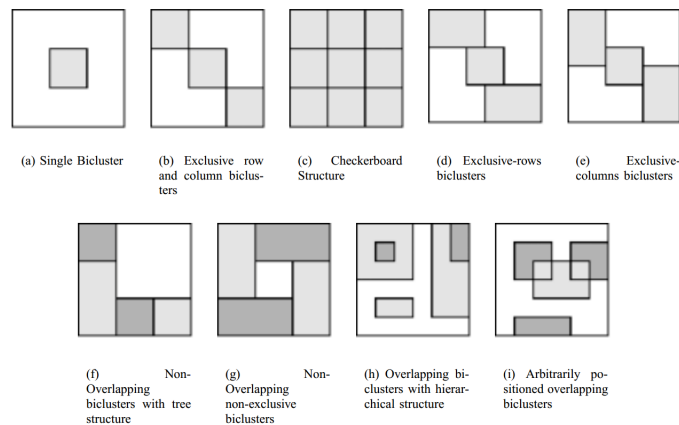 (a) Single Bicluster
(b) Exclusive row
and column biclus-
ters
(c) Checkerboard
Structure
(d) Exclusive-rows
biclusters
(e) Exclusive-
columns biclusters
(f) Non-
Overlapping
biclusters with tree
structure
(g) Non-
Overlapping
non-exclusive
biclusters
(h) Overlapping bi-
clusters with hierar-
chical structure
(i) Arbitrarily po-
sitioned overlapping
biclusters